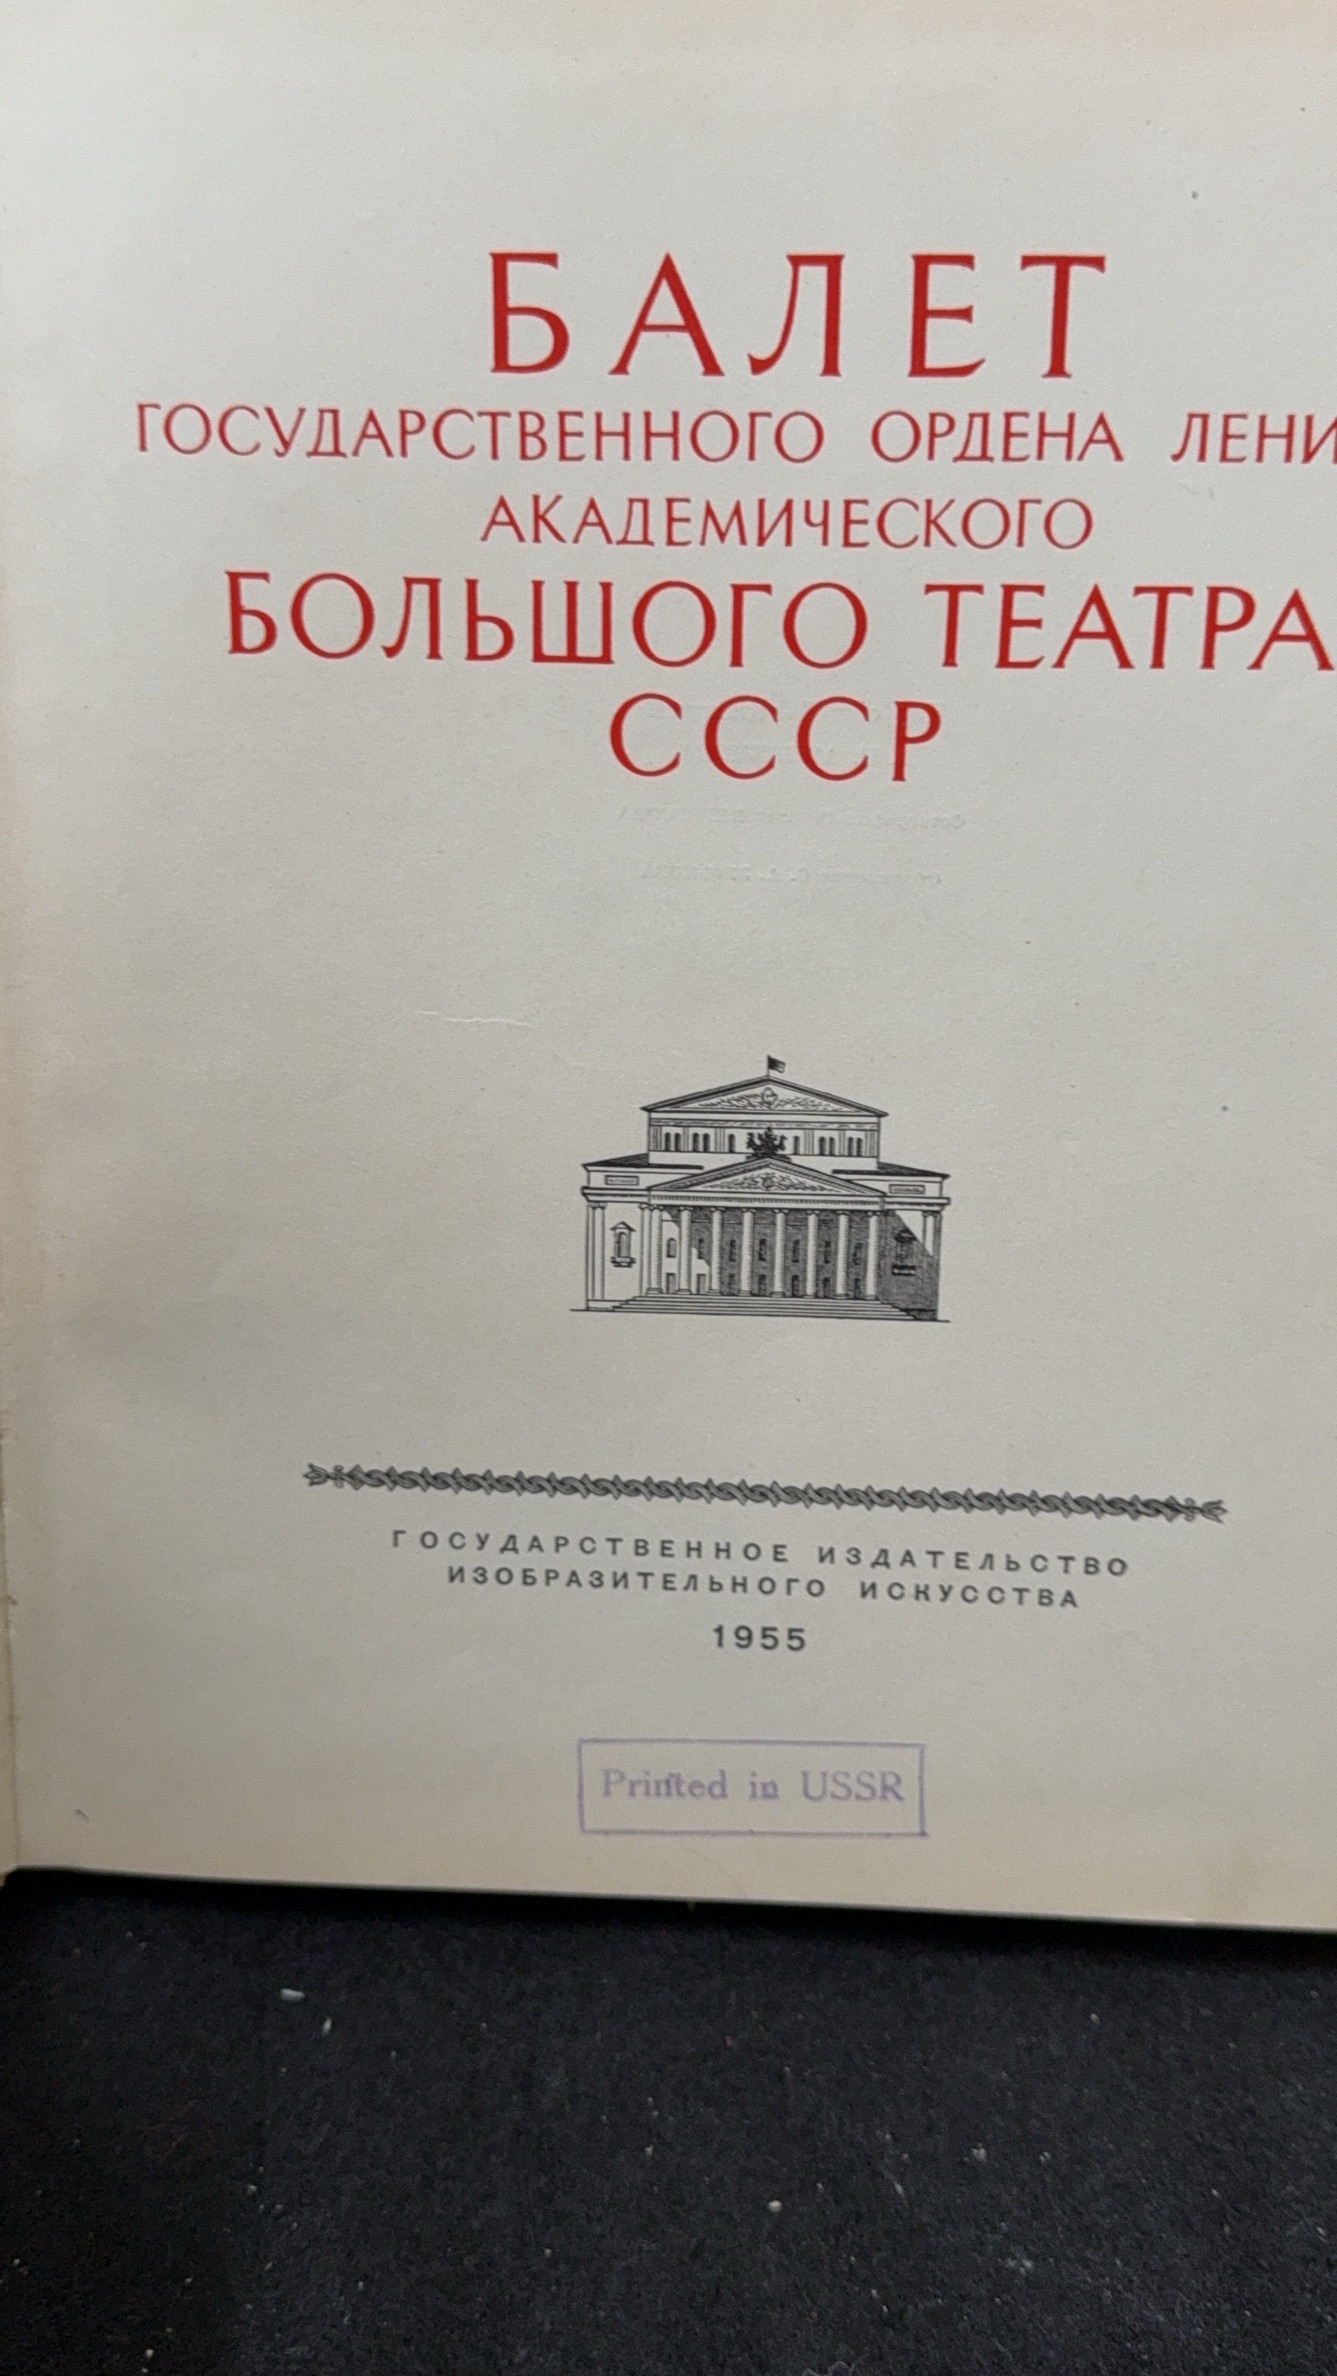 БАЛЕТ
ГОСУДАРСТВЕННОГО ОРДЕНА ЛЕНИ
АКАДЕМИЧЕСКОГО
БОЛЬШОГО ТЕАТРА
СССР
ГОСУДАРСТВЕННОЕ ИЗДАТЕЛЬСТВО
ИЗОБРАЗИТЕЛЬНОГО ИСКУССТВА
1955
Printed in USSR